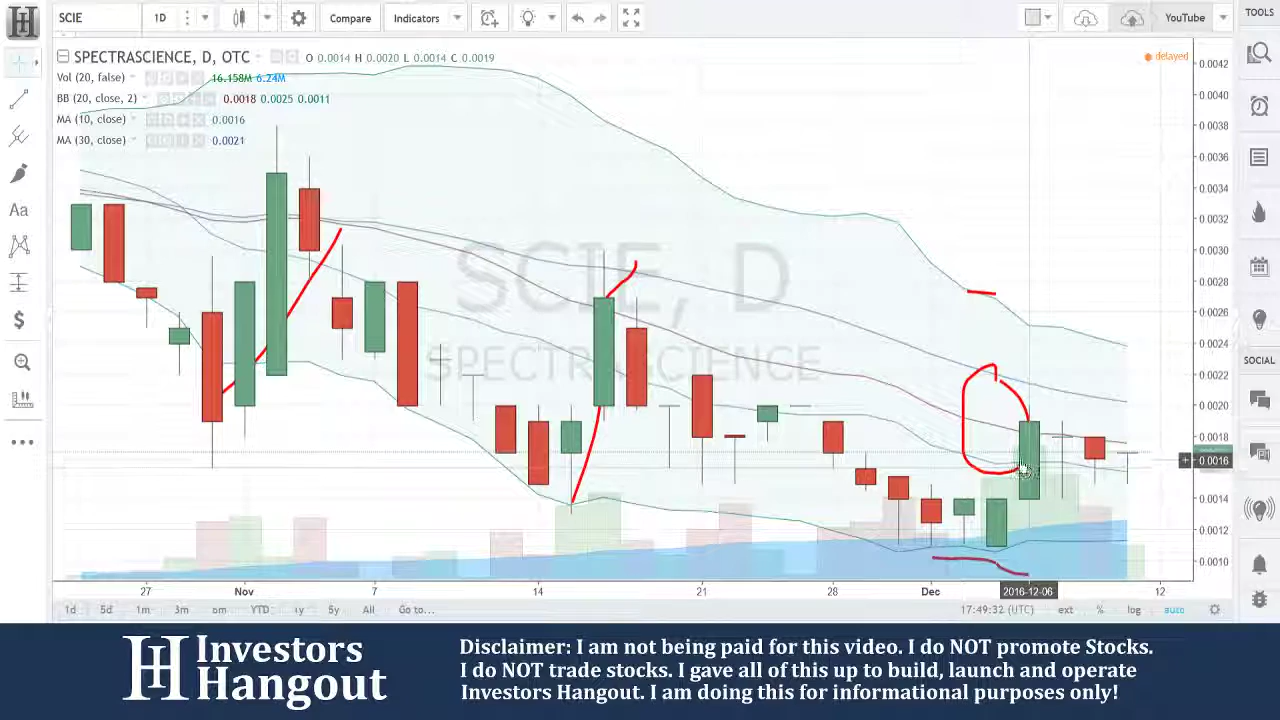 SCIE
1D
Compare
Indicators
YouTube
TOOLS
SPECTRASCIENCE, D, OTC
O 0.0014 H 0.0020 L 0.0014 C 0.0019
delayed
Vol (20, false)
16.158M 6.24M
BB (20, close, 2)
0.0018 0.0025 0.0011
MA (10, close)
0.0016
MA (30, close)
0.0021
Aa
SCIE, D
SPECTRASCIENCE
0.0042
0.0040
0.0038
0.0036
0.0034
0.0032
0.0030
0.0028
0.0026
0.0024
0.0022
0.0020
0.0018
0.0016
0.0014
0.0012
0.0010
SOCIAL
27 Nov 7 14 21 28 Dec 2016-12-06 12
1d 5d 1m 3m YTD 5y All Go to...
17:49:32 (UTC) ext % log auto
H
Investors
Hangout
Disclaimer: I am not being paid for this video. I do NOT promote Stocks.
I do NOT trade stocks. I gave all of this up to build, launch and operate
Investors Hangout. I am doing this for informational purposes only!